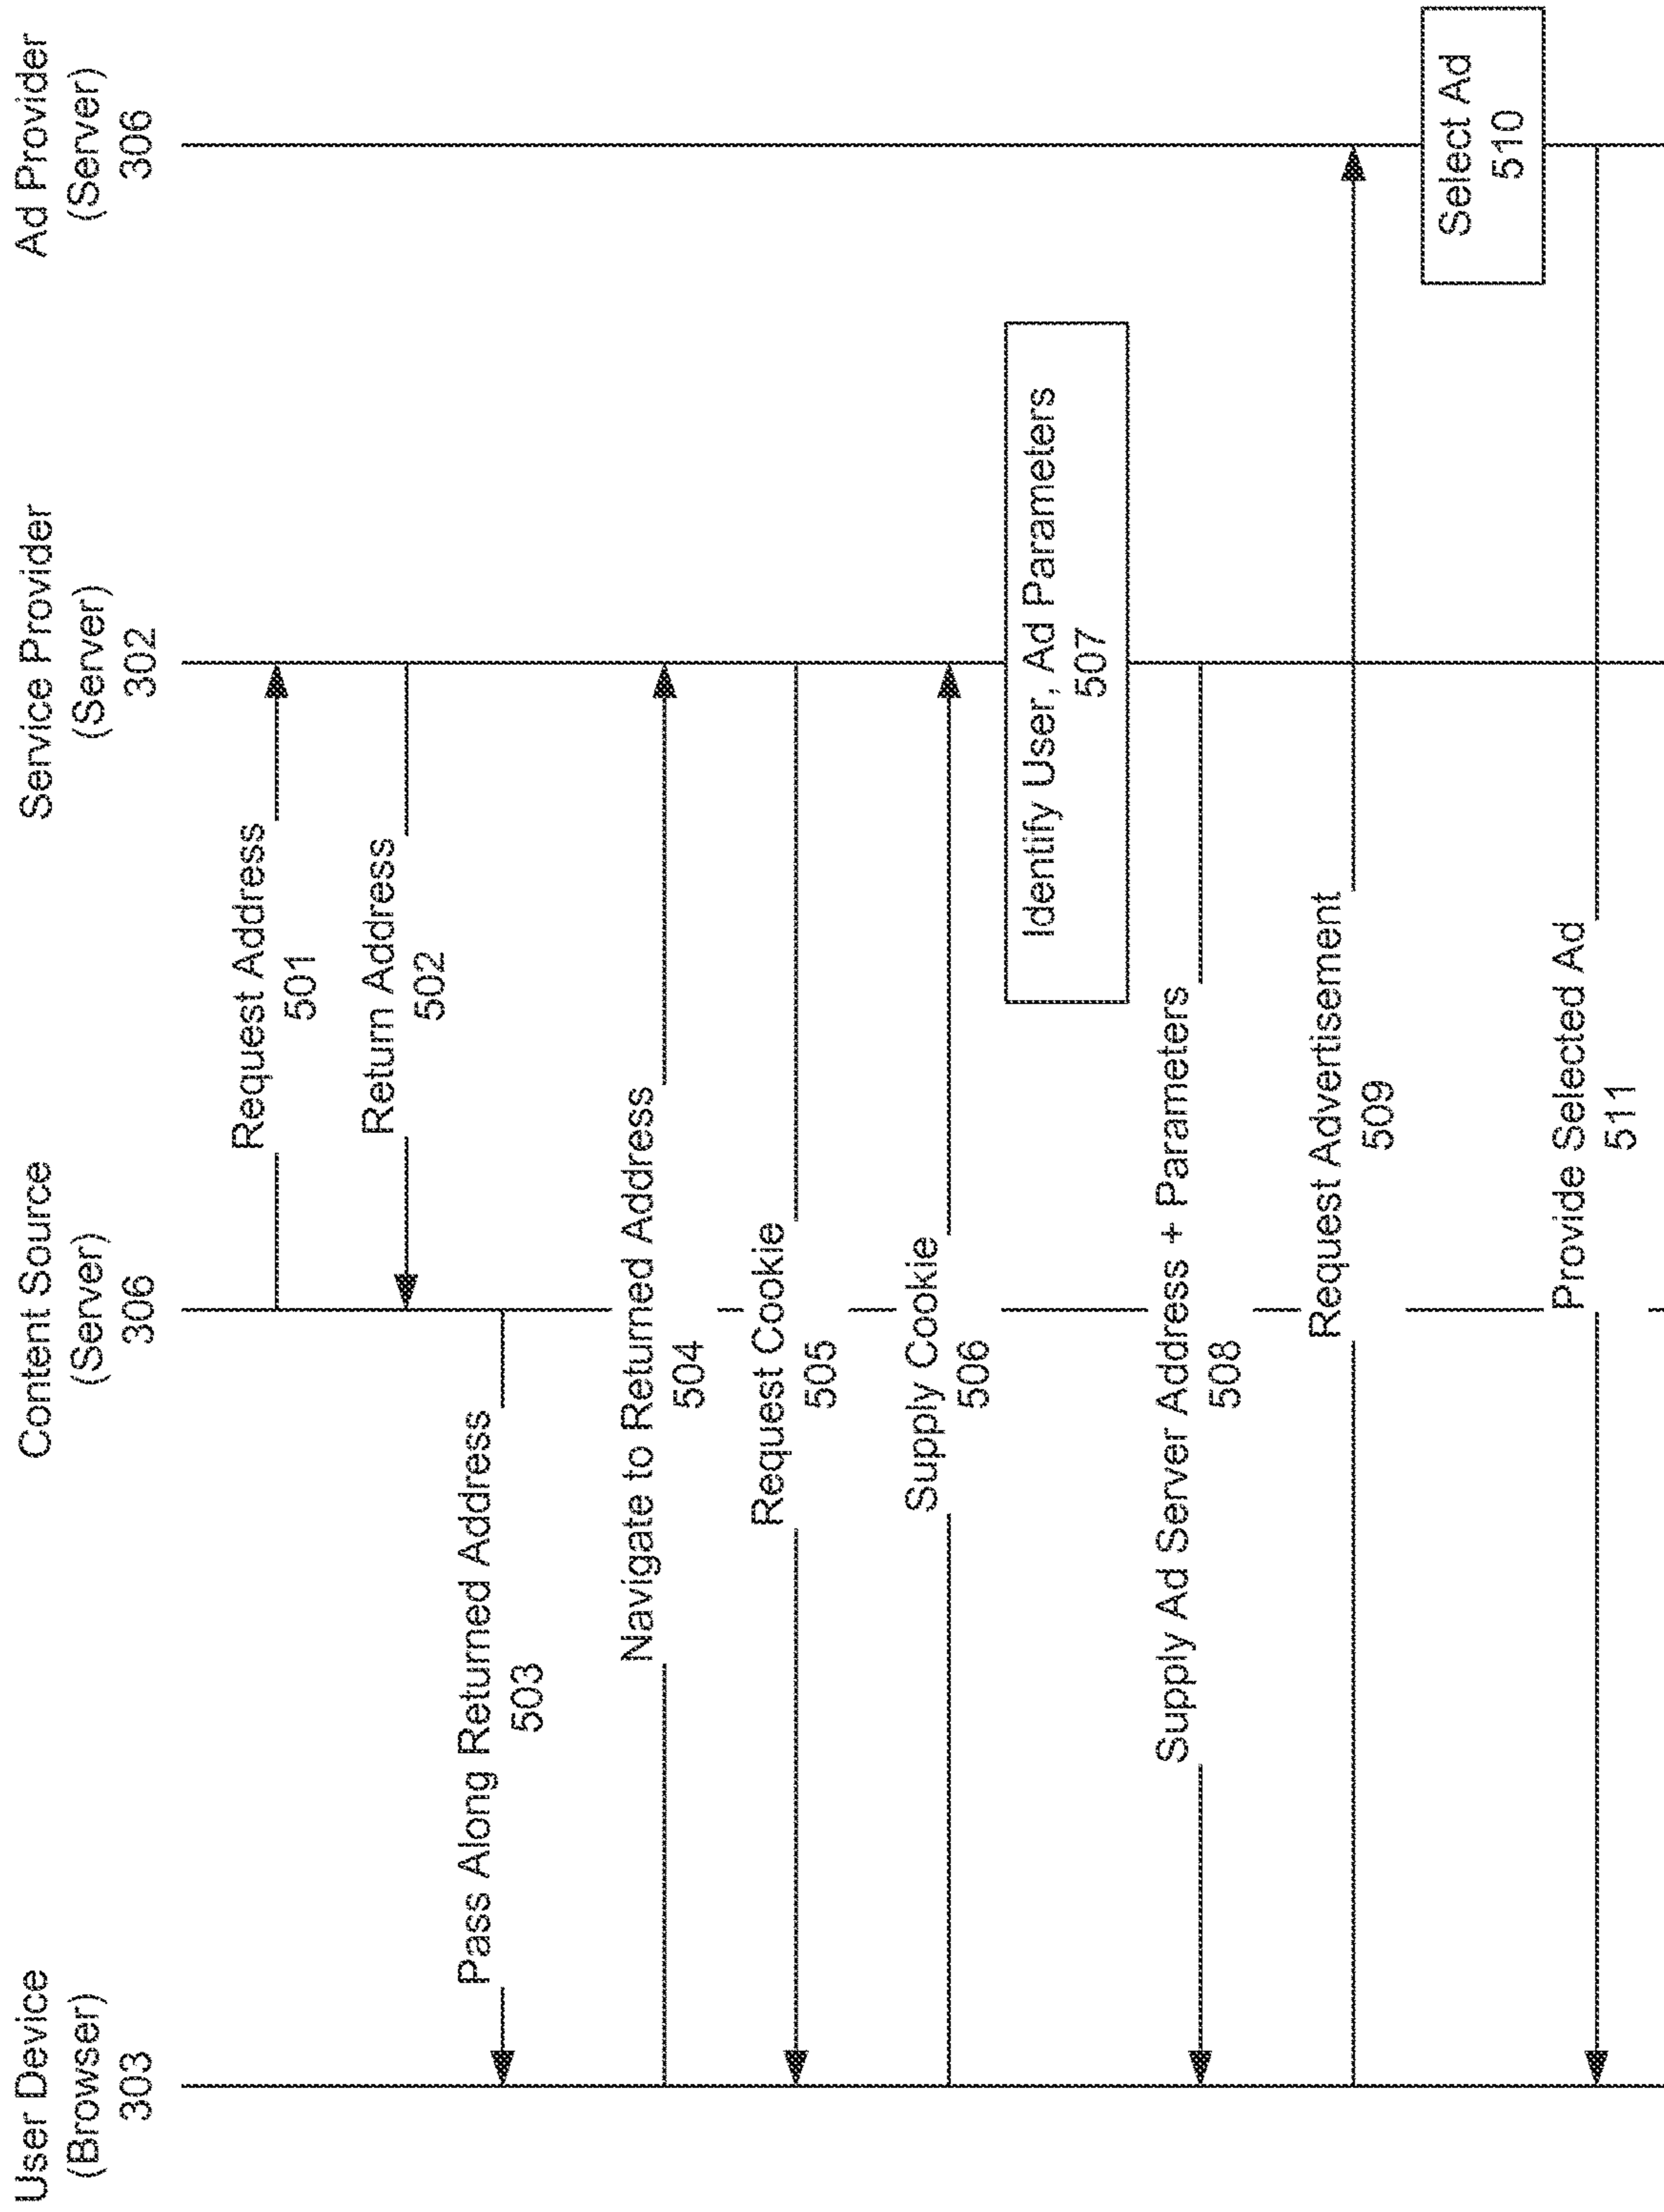 User Device
(Browser)
303
Content Source
(Server)
306
Service Provider
(Server)
302
Ad Provider
(Server)
306
Request Address
501
Return Address
502
Pass Along Returned Address
503
Navigate to Returned Address
504
Request Cookie
505
Supply Cookie
506
Identify User, Ad Parameters
507
Supply Ad Server Address + Parameters
508
Request Advertisement
509
Select Ad
510
Provide Selected Ad
511